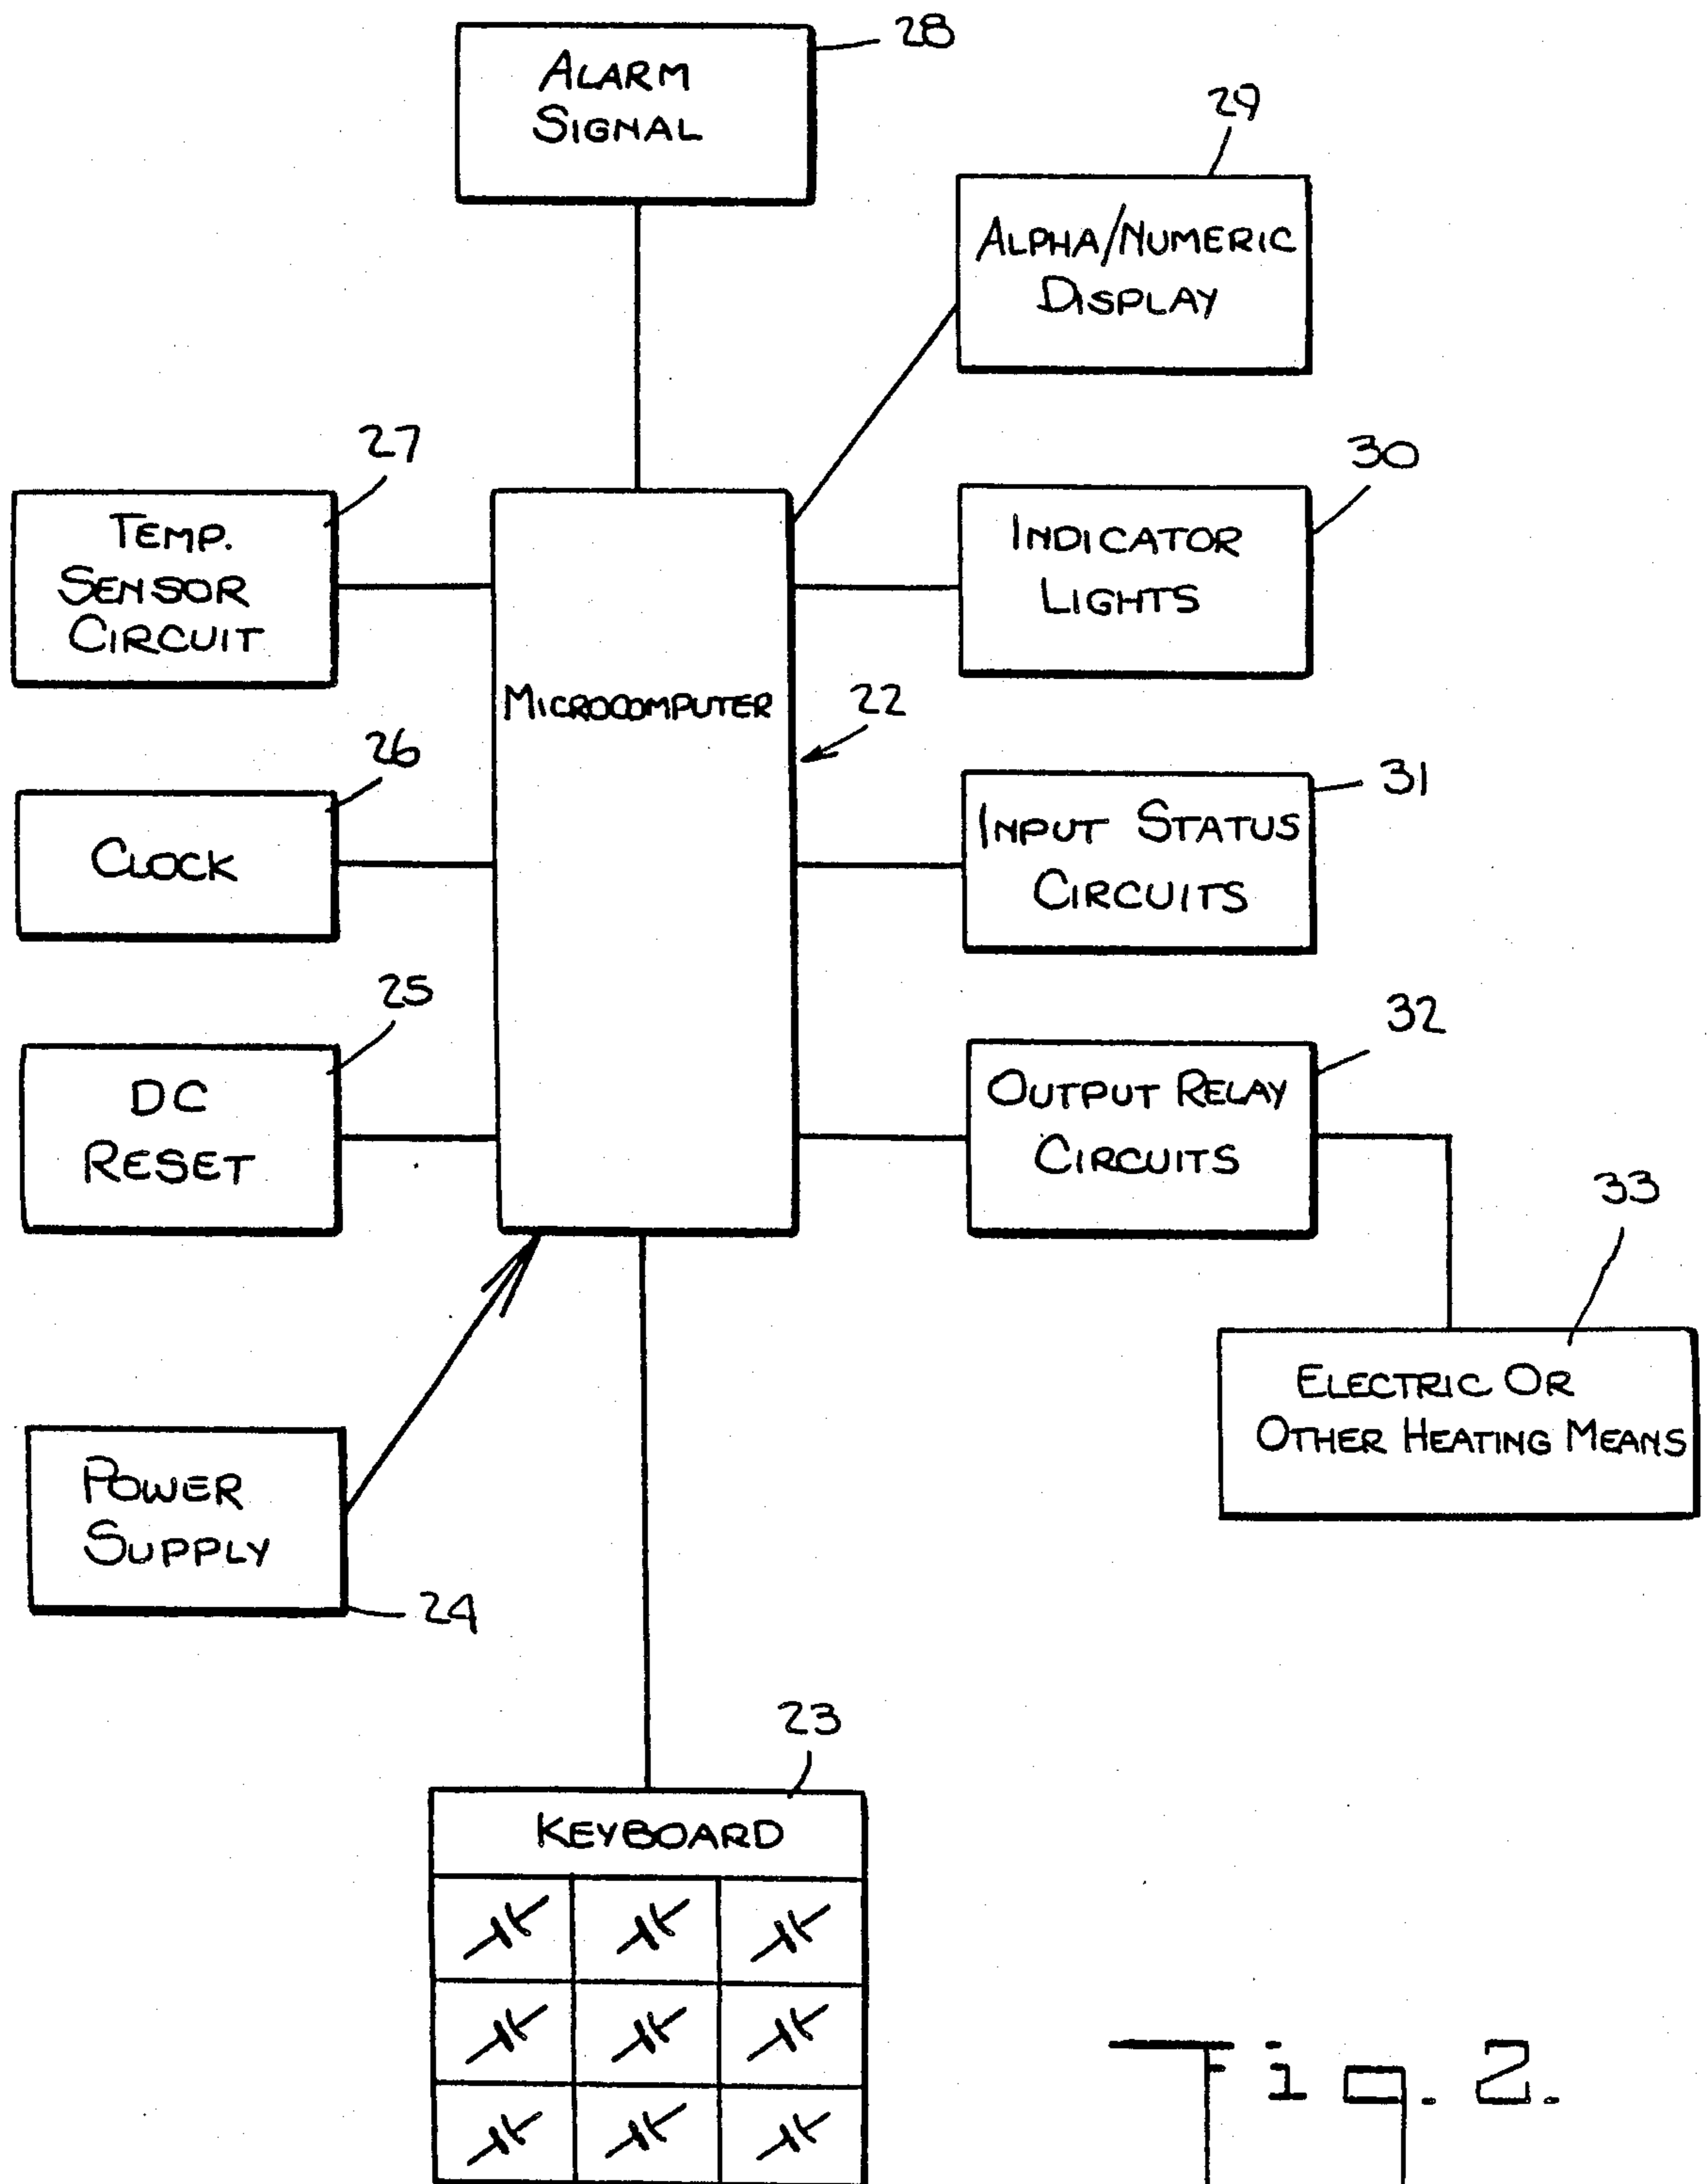 28
ALARM
SIGNAL
29
ALPHA/NUMERIC
DISPLAY
27
30
TEMP.
SENSOR
CIRCUIT
INDICATOR
LIGHTS
MICROCOMPUTER
22
26
31
CLOCK
INPUT STATUS
CIRCUITS
25
32
DC
RESET
OUTPUT RELAY
CIRCUITS
33
ELECTRIC OR
OTHER HEATING MEANS
POWER
SUPPLY
24
23
KEYBOARD
Fig. 2.